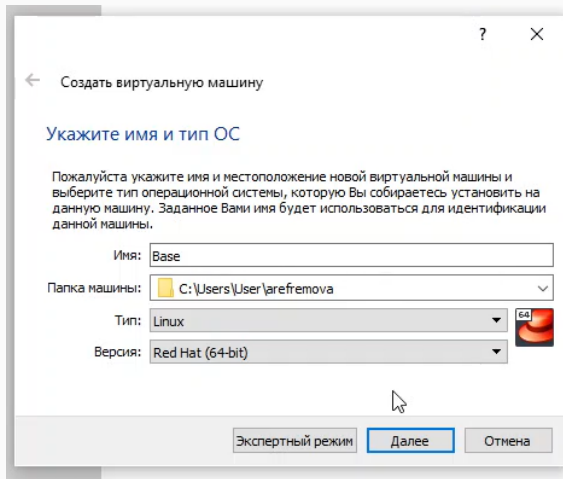 ?
Создать виртуальную машину
Укажите имя и тип ОС
Пожалуйста укажите имя и местоположение новой виртуальной машины и
выберите тип операционной системы, которую Вы собираетесь установить на
данную машину. Заданное Вами имя будет использоваться для идентификации
данной машины.
Имя: Base
Папка машины: C:\Users\User\arefremova
Тип: Linux
64
Версия: Red Hat (64-bit)
Экспертный режим Далее Отмена